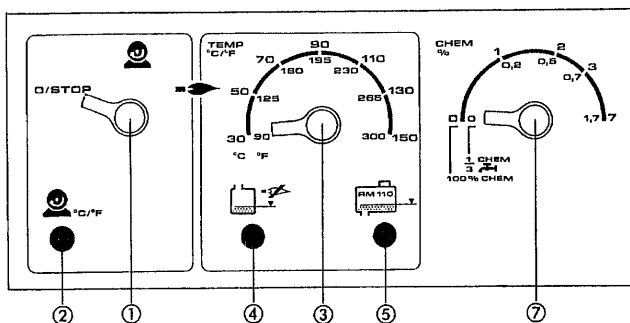 O/STOP
°C/°F
TEMP
°C/°F
30 50 70 90 110 130 150
90 125 160 195 230 265 300
°C °F
RM 110
CHEM
%
0 1 2 3 7
0 0,2 0,5 0,7 1,7
1/3 CHEM
100% CHEM
② ① ④ ③ ⑤ ⑦